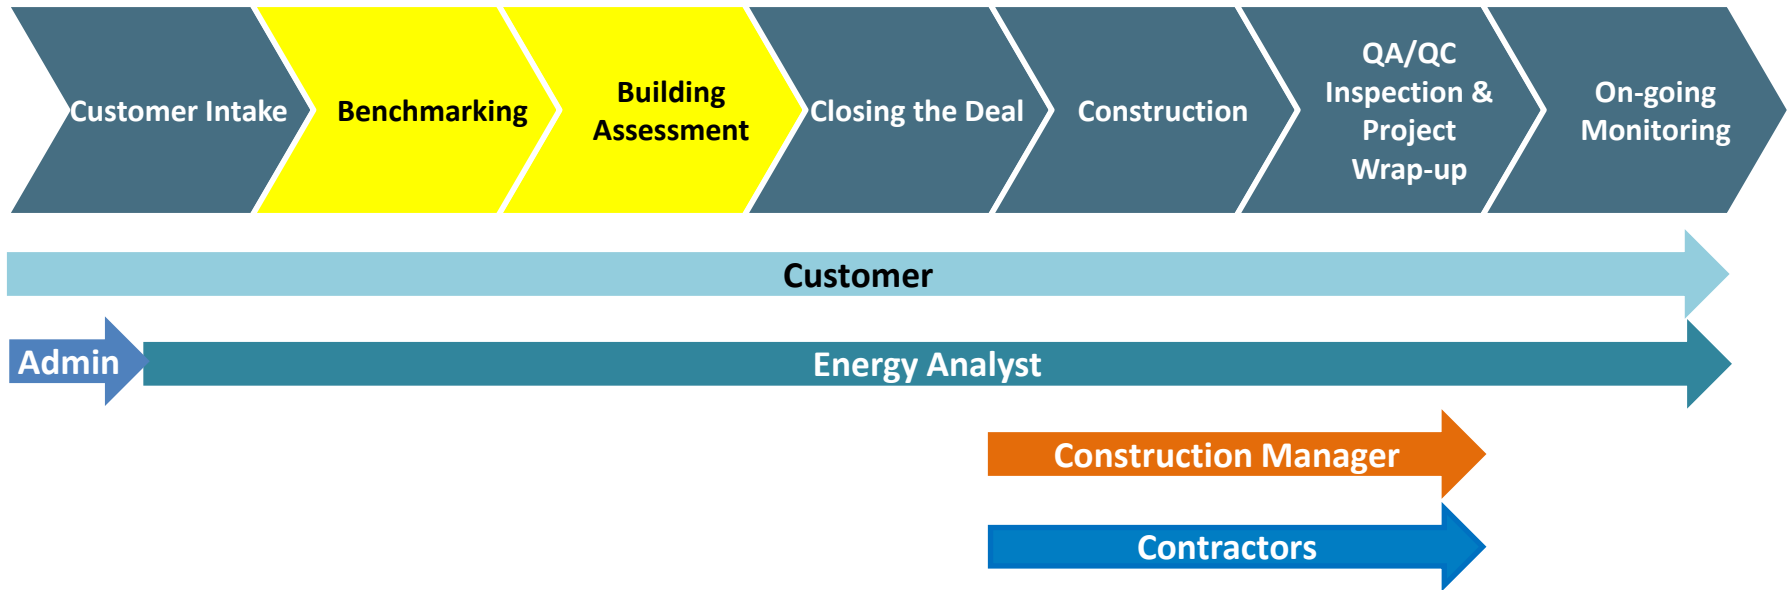 Customer Intake
Benchmarking
Building
Assessment
Closing the Deal
Construction
QA/QC
Inspection &
Project
Wrap-up
On-going
Monitoring
Customer
Admin
Energy Analyst
Construction Manager
Contractors